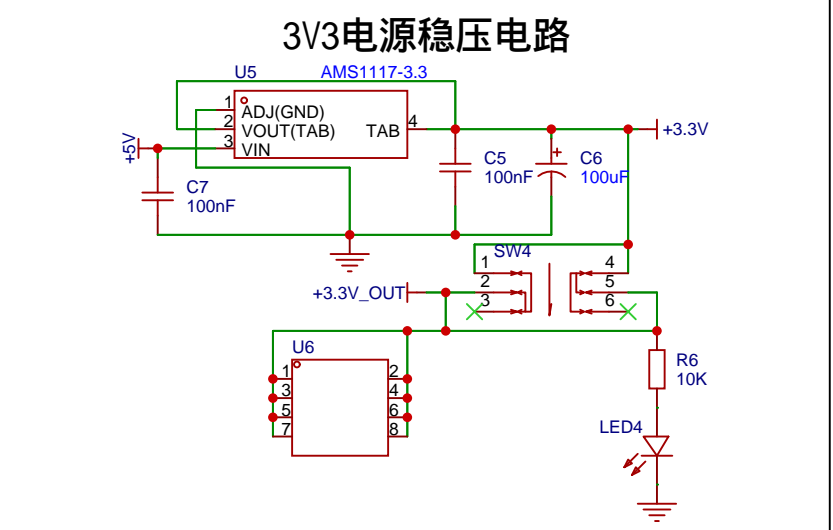 3V3电源稳压电路
U5 AMS1117-3.3
1 ADJ(GND)
2 VOUT(TAB) TAB 4
3 VIN
+5V
+3.3V
C7
100nF
C5
100nF
C6
100uF
+
SW4
1 4
2 5
3 6
+3.3V_OUT
U6
1 2
3 4
5 6
7 8
R6
10K
LED4